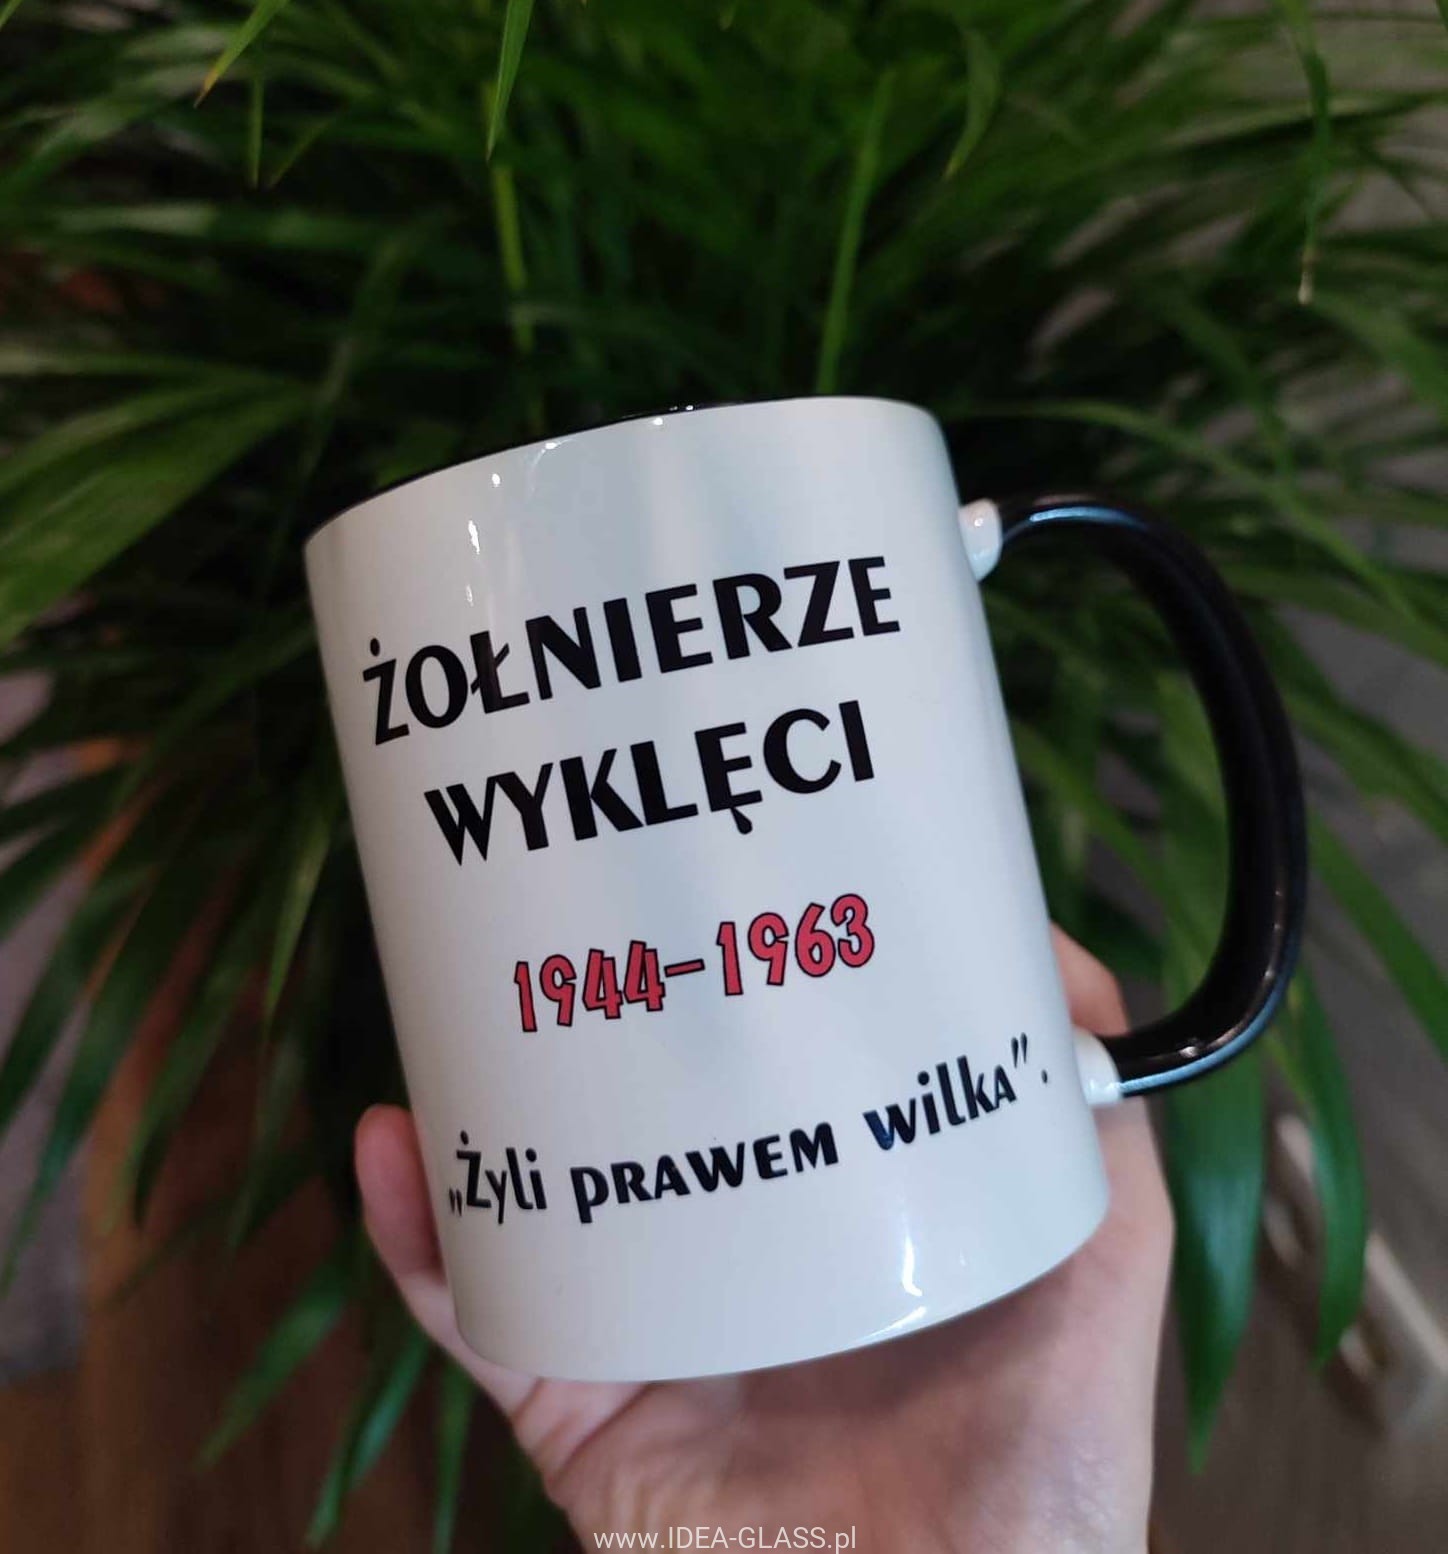 ŻOŁNIERZE
WYKLĘCI
1944-1963
„Żyli prawem wilka”.
www.IDEA-GLASS.pl